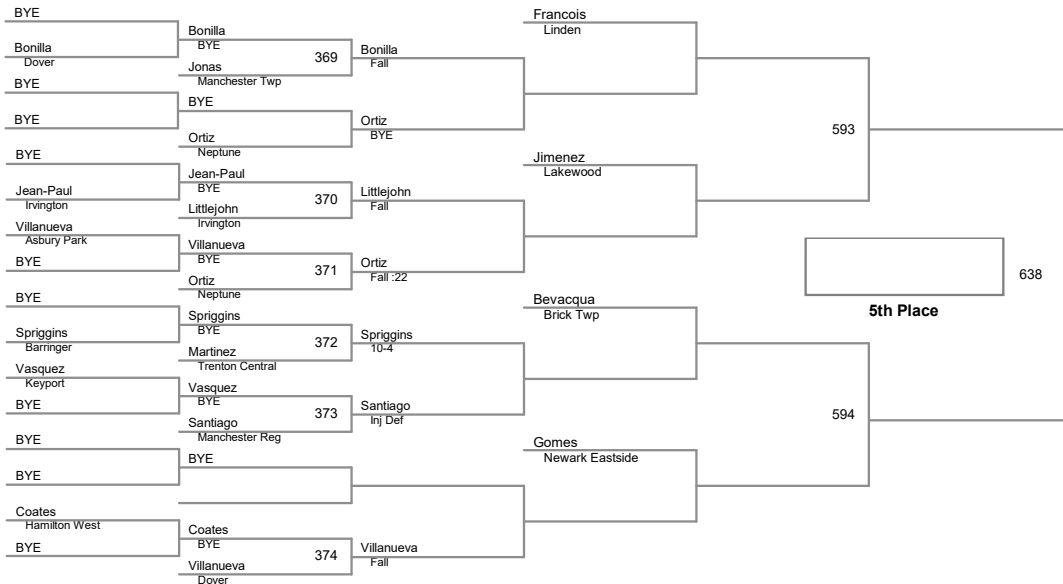 BYE
Bonilla
Dover
BYE
BYE
BYE
Jean-Paul
Irvington
Villanueva
Asbury Park
BYE
BYE
Spriggins
Barringer
Vasquez
Keyport
BYE
BYE
BYE
Coates
Hamilton West
BYE
Bonilla
BYE
369
Jonas
Manchester Twp
BYE
Ortiz
Neptune
Jean-Paul
BYE
370
Littlejohn
Irvington
Villanueva
BYE
371
Ortiz
Neptune
Spriggins
BYE
372
Martinez
Trenton Central
Vasquez
BYE
373
Santiago
Manchester Reg
BYE
Coates
BYE
374
Villanueva
Dover
Bonilla
Fall
Ortiz
BYE
Littlejohn
Fall
Ortiz
Fall :22
Spriggins
10-4
Santiago
Inj Def
Villanueva
Fall
Francois
Linden
Jimenez
Lakewood
Bevacqua
Brick Twp
Gomes
Newark Eastside
593
594
638
5th Place